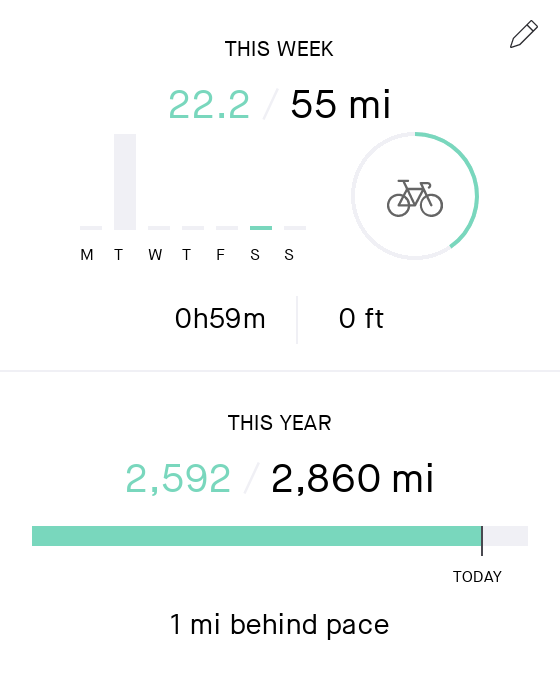 THIS WEEK
22.2 / 55 mi
M T W T F S S
0h59m 0 ft
THIS YEAR
2,592 / 2,860 mi
TODAY
1 mi behind pace